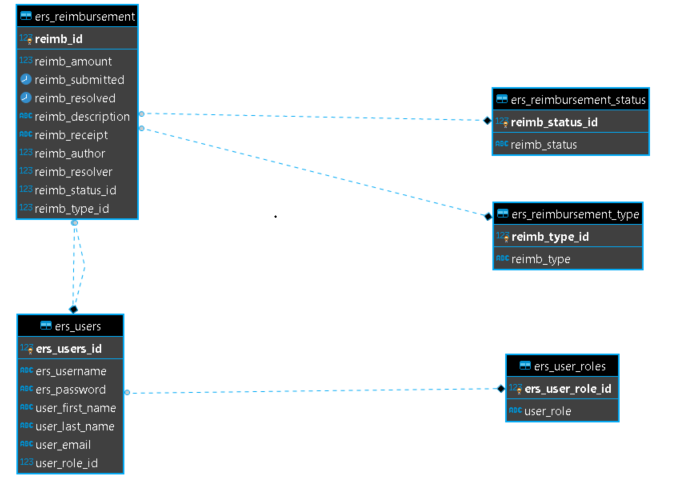 ers_reimbursement
123 reimb_id
123 reimb_amount
reimb_submitted
reimb_resolved
ABC reimb_description
ABC reimb_receipt
123 reimb_author
123 reimb_resolver
123 reimb_status_id
123 reimb_type_id
ers_reimbursement_status
123 reimb_status_id
ABC reimb_status
ers_reimbursement_type
123 reimb_type_id
ABC reimb_type
ers_users
123 ers_users_id
ABC ers_username
ABC ers_password
ABC user_first_name
ABC user_last_name
ABC user_email
123 user_role_id
ers_user_roles
123 ers_user_role_id
ABC user_role